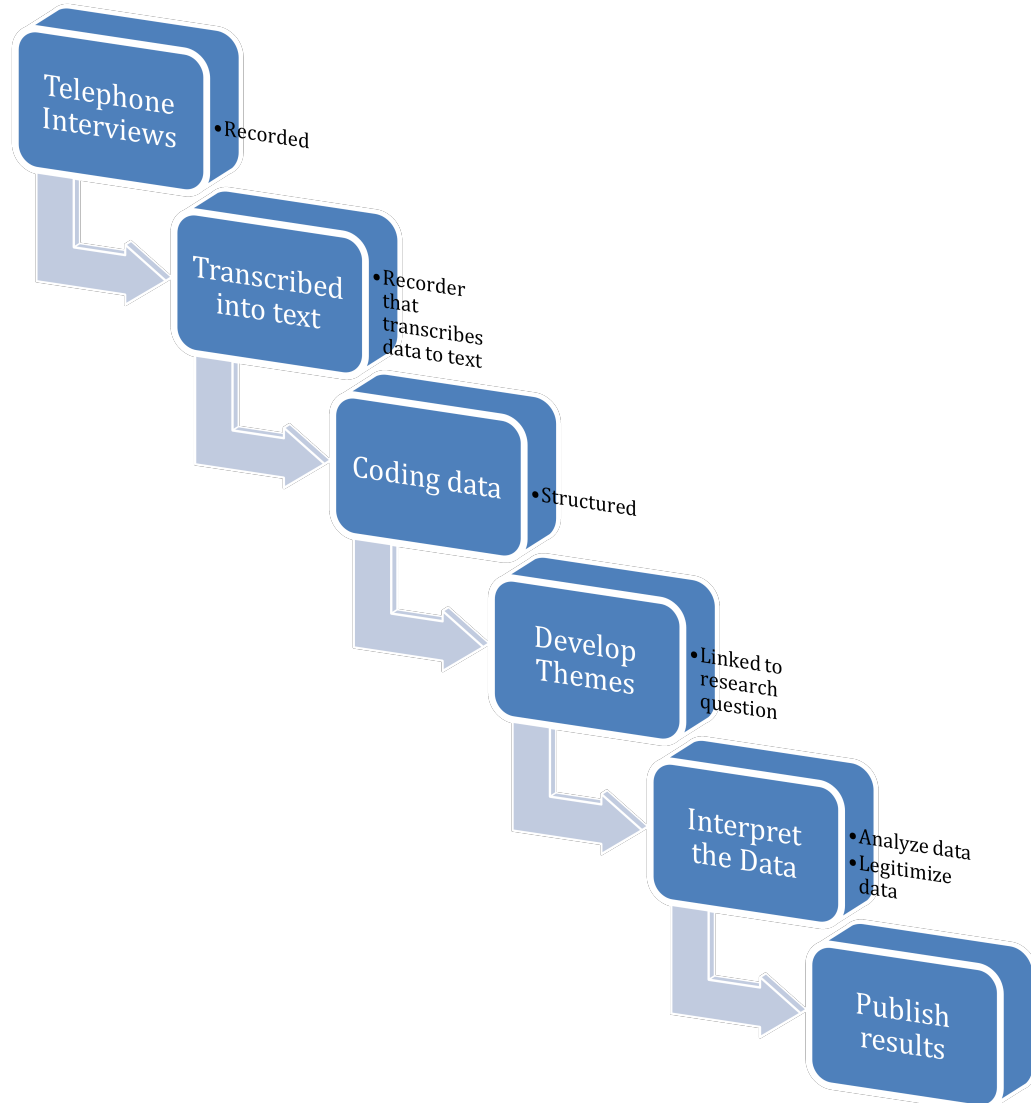 Telephone
Interviews
•Recorded
Transcribed
into text
•Recorder
that
transcribes
data to text
Coding data
•Structured
Develop
Themes
•Linked to
research
question
Interpret
the Data
•Analyze data
•Legitimize
data
Publish
results